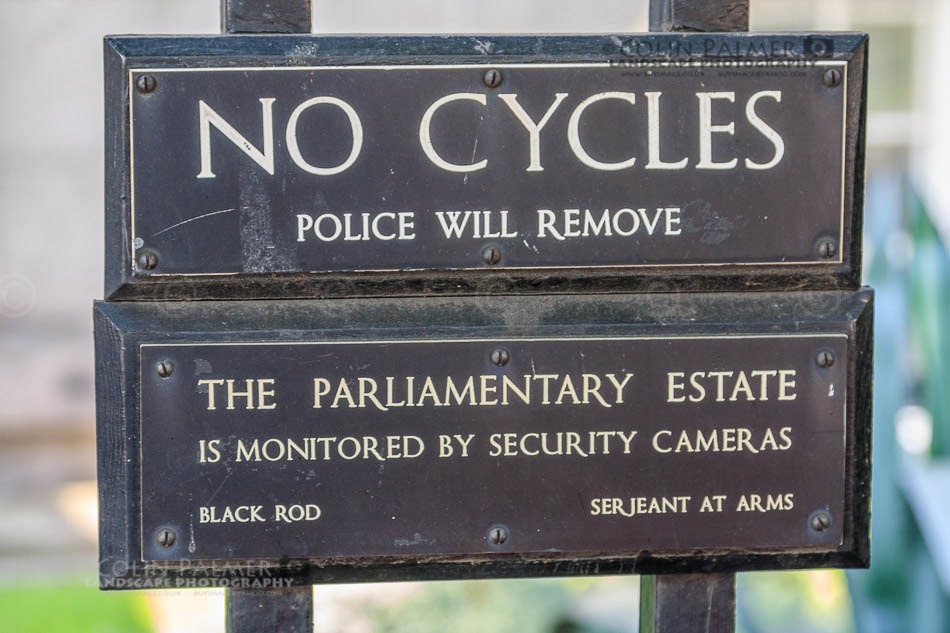 © COLIN PALMER
LANDSCAPE PHOTOGRAPHY
NO CYCLES
POLICE WILL REMOVE
THE PARLIAMENTARY ESTATE
IS MONITORED BY SECURITY CAMERAS
BLACK ROD SERJEANT AT ARMS
COLIN PALMER
LANDSCAPE PHOTOGRAPHY